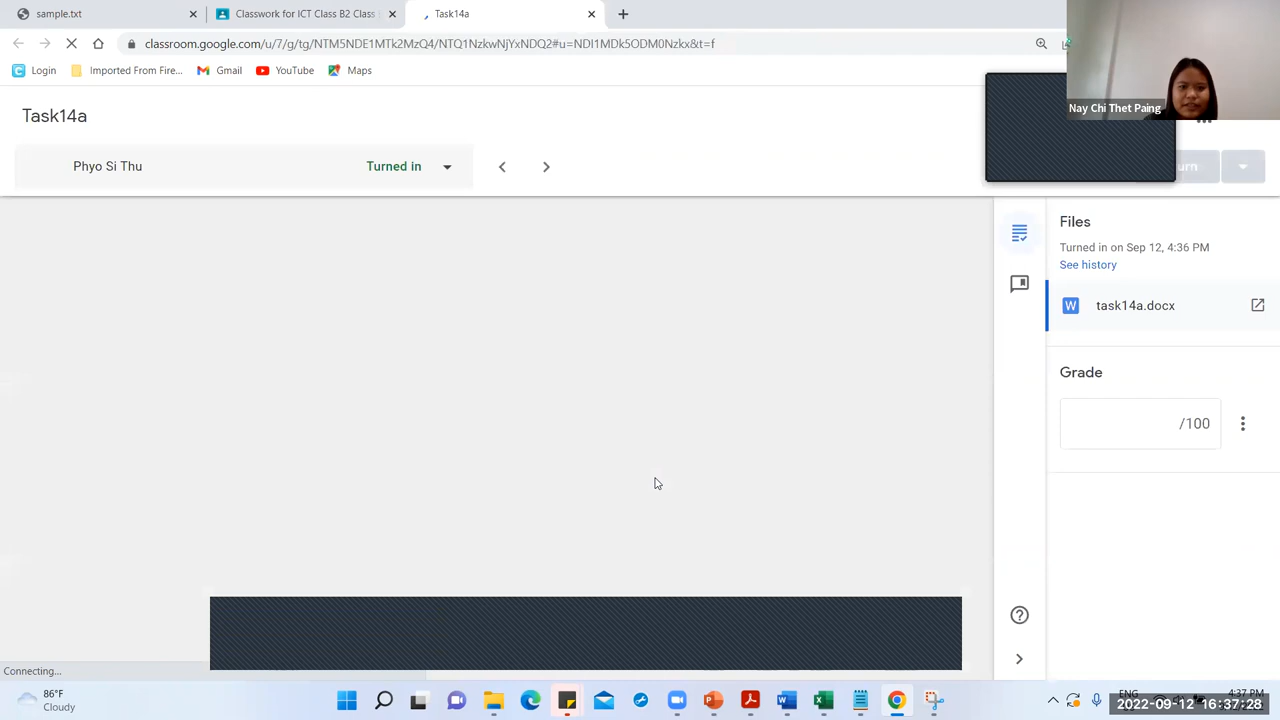 sample.txt
Classwork for ICT Class B2 Class
Task14a
classroom.google.com/u/7/g/tg/NTM5NDE1MTk2MzQ4/NTQ1NzkwNjYxNDQ2#u=NDI1MDk5ODM0Nzkx&t=f
Login
Imported From Fire...
Gmail
YouTube
Maps
Nay Chi Thet Paing
Task14a
Phyo Si Thu
Turned in
Files
Turned in on Sep 12, 4:36 PM
See history
W
task14a.docx
Grade
/100
Connecting...
86°F
Cloudy
ENG
4:37 PM
2022-09-12 16:37:28